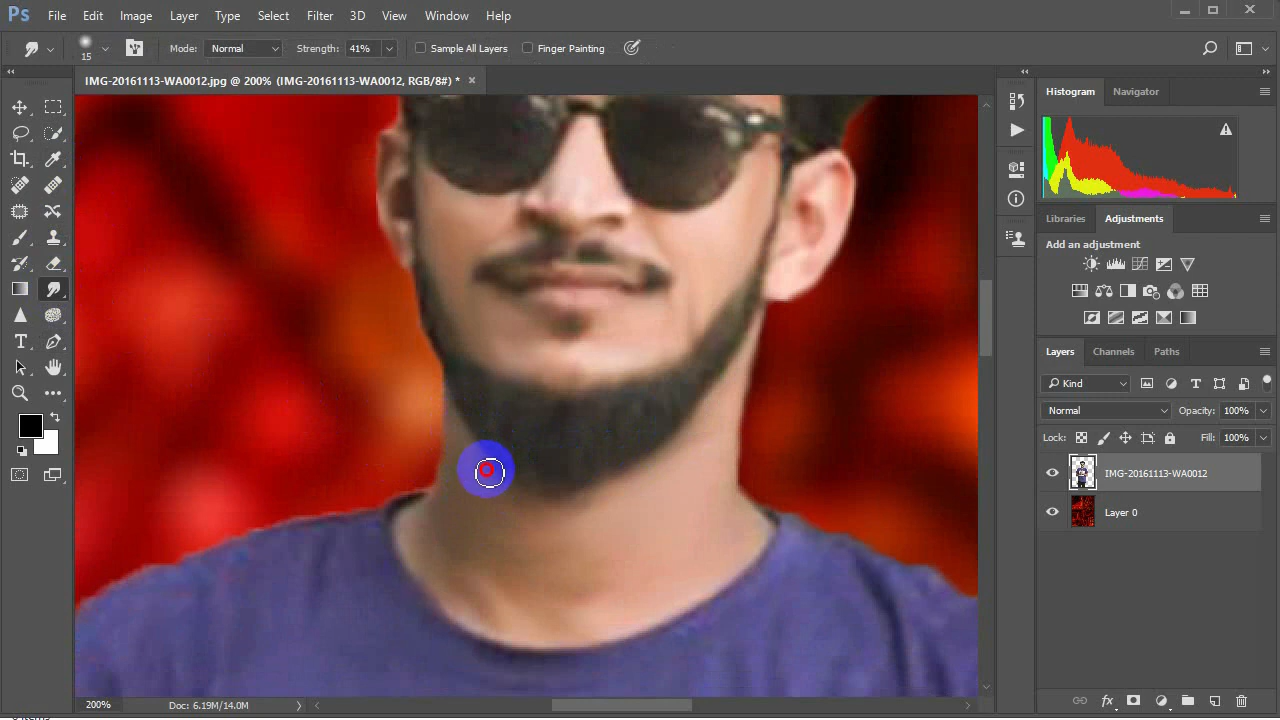 Ps File Edit Image Layer Type Select Filter 3D View Window Help
15 Mode: Normal Strength: 41% Sample All Layers Finger Painting
IMG-20161113-WA0012.jpg @ 200% (IMG-20161113-WA0012, RGB/8#) *
Histogram Navigator
Libraries Adjustments
Add an adjustment
Layers Channels Paths
Kind
Normal Opacity: 100%
Lock: Fill: 100%
IMG-20161113-WA0012
Layer 0
200% Doc: 6.19M/14.0M